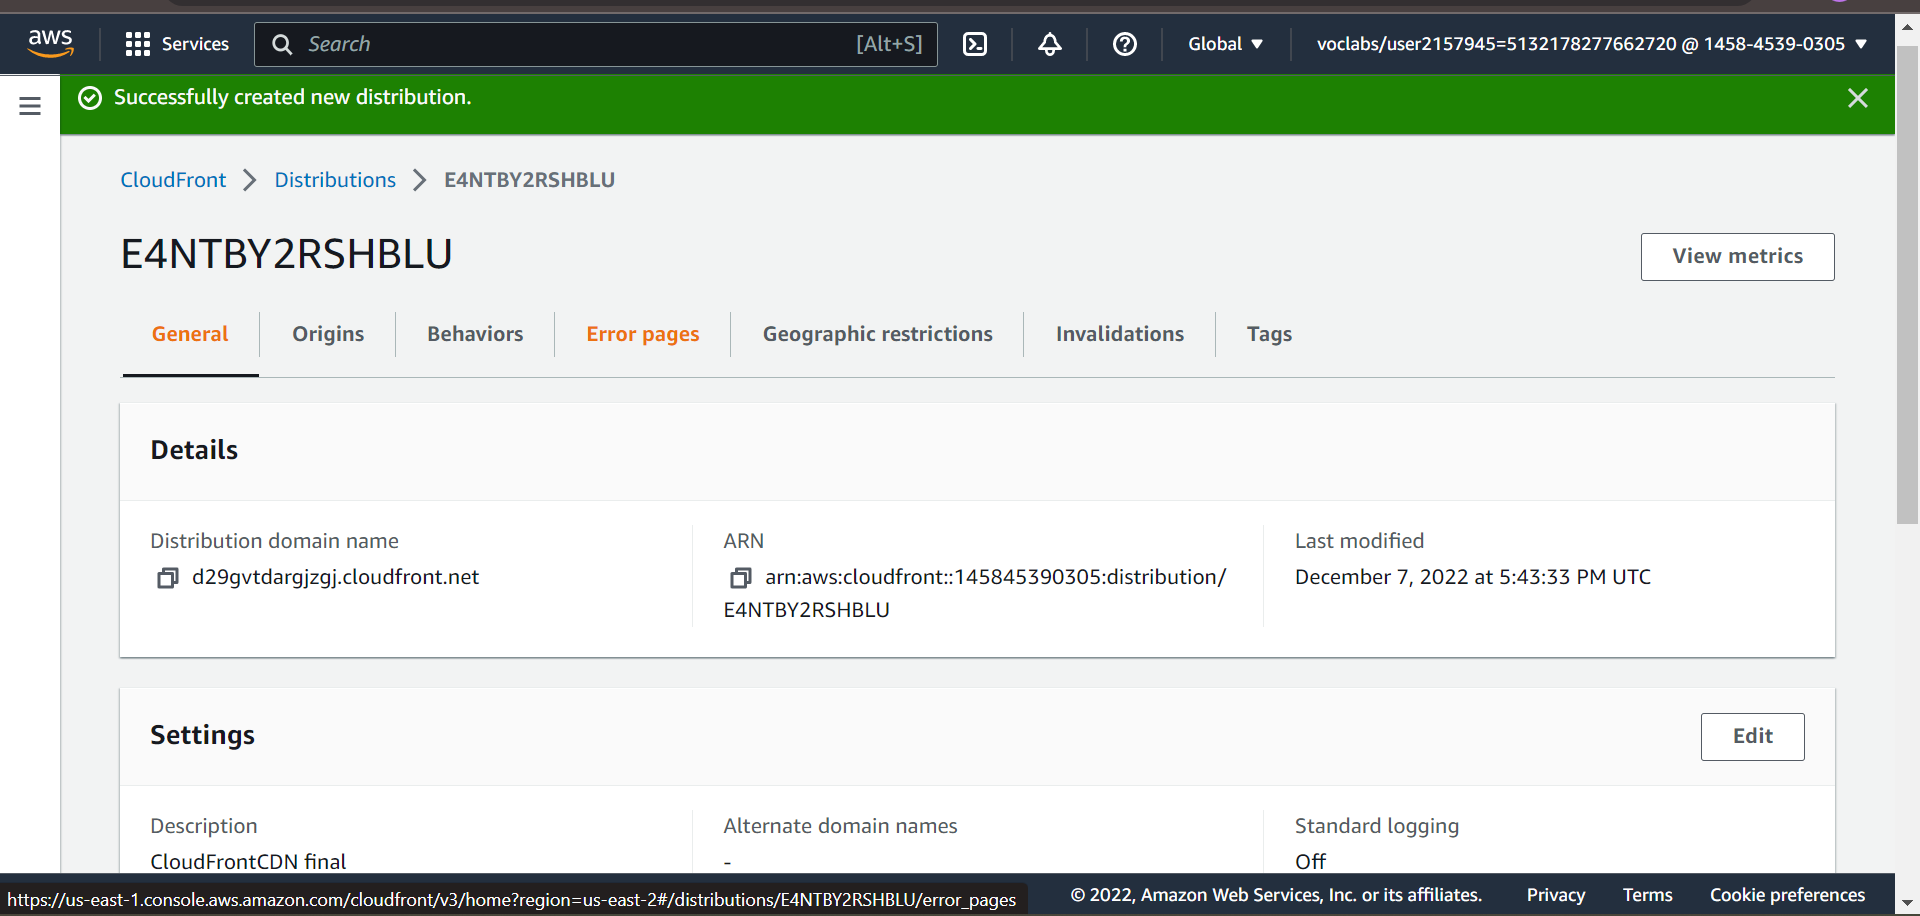 aws Services Search [Alt+S] Global voclabs/user2157945=5132178277662720 @ 1458-4539-0305
Successfully created new distribution.
CloudFront Distributions E4NTBY2RSHBLU
E4NTBY2RSHBLU
View metrics
General Origins Behaviors Error pages Geographic restrictions Invalidations Tags
Details
Distribution domain name
d29gvtdargjzgj.cloudfront.net
ARN
arn:aws:cloudfront::145845390305:distribution/
E4NTBY2RSHBLU
Last modified
December 7, 2022 at 5:43:33 PM UTC
Settings
Edit
Description
CloudFrontCDN final
Alternate domain names
-
Standard logging
Off
https://us-east-1.console.aws.amazon.com/cloudfront/v3/home?region=us-east-2#/distributions/E4NTBY2RSHBLU/error_pages
© 2022, Amazon Web Services, Inc. or its affiliates. Privacy Terms Cookie preferences